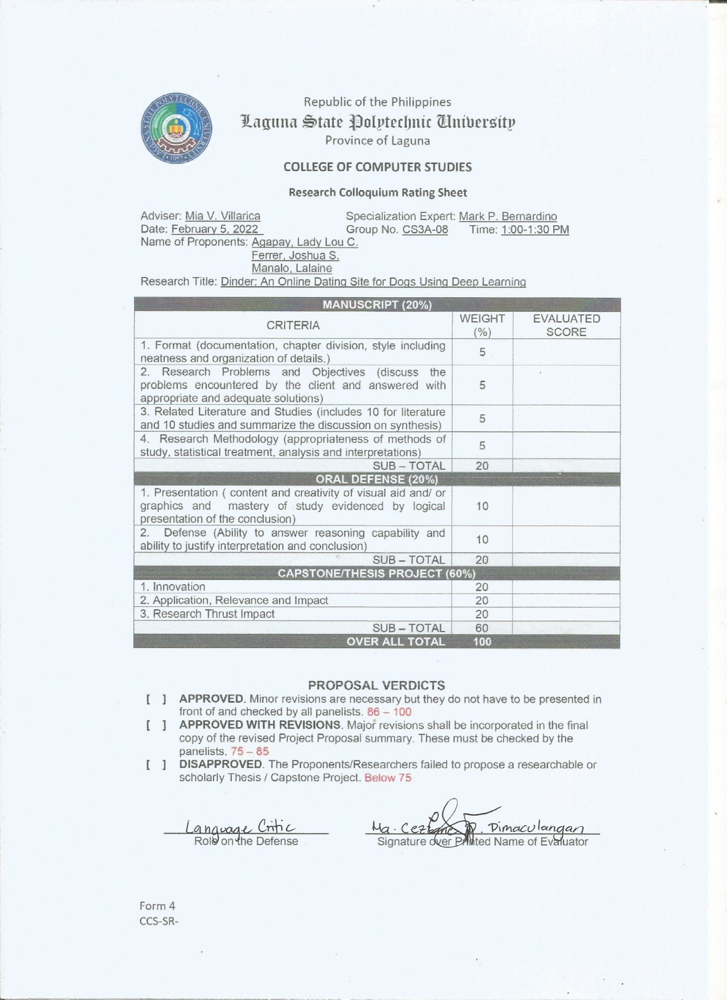 LAGUNA STATE POLYTECHNIC UNIVERSITY
1952
Republic of the Philippines
Laguna State Polytechnic University
Province of Laguna
COLLEGE OF COMPUTER STUDIES
Research Colloquium Rating Sheet
Adviser: Mia V. Villarica Specialization Expert: Mark P. Bernardino
Date: February 5, 2022 Group No. CS3A-08 Time: 1:00-1:30 PM
Name of Proponents: Agapay, Lady Lou C.
Ferrer, Joshua S.
Manalo, Lalaine
Research Title: Dinder: An Online Dating Site for Dogs Using Deep Learning
MANUSCRIPT (20%)
CRITERIA WEIGHT (%) EVALUATED SCORE
1. Format (documentation, chapter division, style including
neatness and organization of details.) 5
2. Research Problems and Objectives (discuss the
problems encountered by the client and answered with 5
appropriate and adequate solutions)
3. Related Literature and Studies (includes 10 for literature
and 10 studies and summarize the discussion on synthesis) 5
4. Research Methodology (appropriateness of methods of
study, statistical treatment, analysis and interpretations) 5
SUB – TOTAL 20
ORAL DEFENSE (20%)
1. Presentation ( content and creativity of visual aid and/ or
graphics and mastery of study evidenced by logical 10
presentation of the conclusion)
2. Defense (Ability to answer reasoning capability and
ability to justify interpretation and conclusion) 10
SUB – TOTAL 20
CAPSTONE/THESIS PROJECT (60%)
1. Innovation 20
2. Application, Relevance and Impact 20
3. Research Thrust Impact 20
SUB – TOTAL 60
OVER ALL TOTAL 100
PROPOSAL VERDICTS
[ ] APPROVED. Minor revisions are necessary but they do not have to be presented in
front of and checked by all panelists. 86 – 100
[ ] APPROVED WITH REVISIONS. Major revisions shall be incorporated in the final
copy of the revised Project Proposal summary. These must be checked by the
panelists. 75 – 85
[ ] DISAPPROVED. The Proponents/Researchers failed to propose a researchable or
scholarly Thesis / Capstone Project. Below 75
Language Critic Ma. P. Dimaculangan
Role on the Defense Signature over Printed Name of Evaluator
Form 4
CCS-SR-